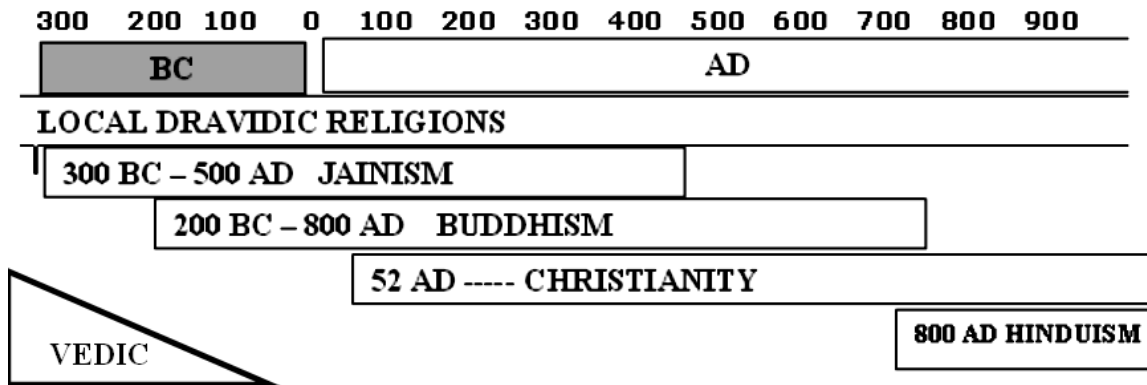 300 200 100 0 100 200 300 400 500 600 700 800 900
BC AD
LOCAL DRAVIDIC RELIGIONS
300 BC – 500 AD JAINISM
200 BC – 800 AD BUDDHISM
52 AD ----- CHRISTIANITY
800 AD HINDUISM
VEDIC